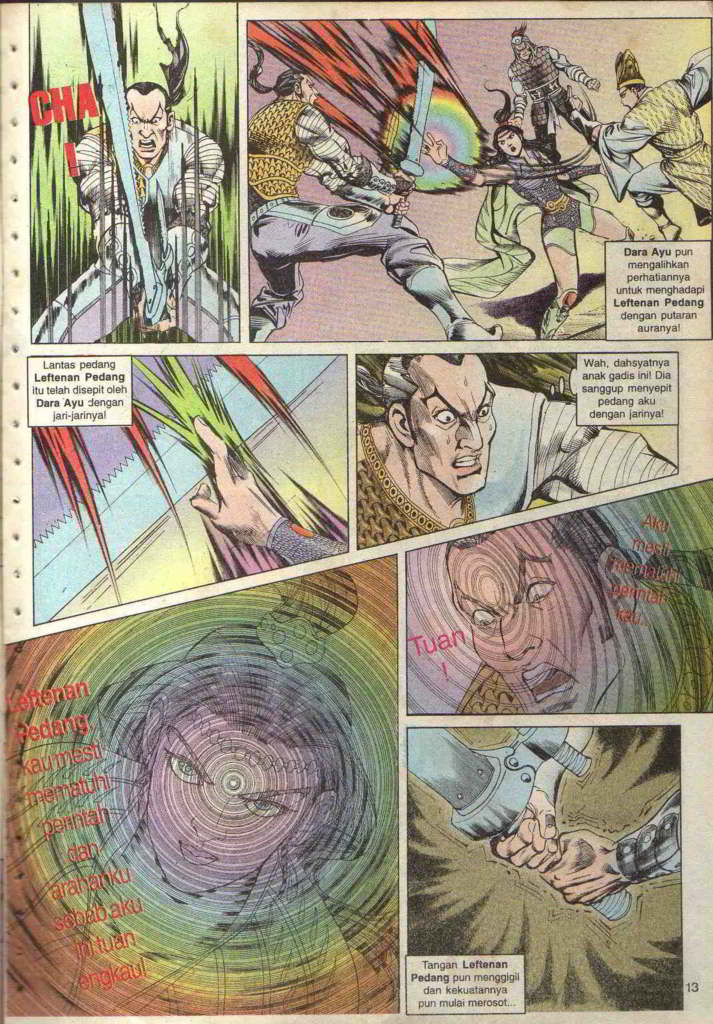 CHA
!
Dara Ayu pun
mengalihkan
perhatiannya
untuk menghadapi
Leftenan Pedang
dengan putaran
auranya!
Lantas pedang
Leftenan Pedang
itu telah disepit oleh
Dara Ayu dengan
jari-jarinya!
Wah, dahsyatnya
anak gadis ini! Dia
sanggup menyepit
pedang aku
dengan jarinya!
Leftenan
Pedang,
kau mesti
mematuhi
perintah
dan
arahanku
sebab aku
ini tuan
engkau!
Tuan
!
Aku
mesti
mematuhi
perintah
kau...
Tangan Leftenan
Pedang pun menggigil
dan kekuatannya
pun mulai merosot...
13